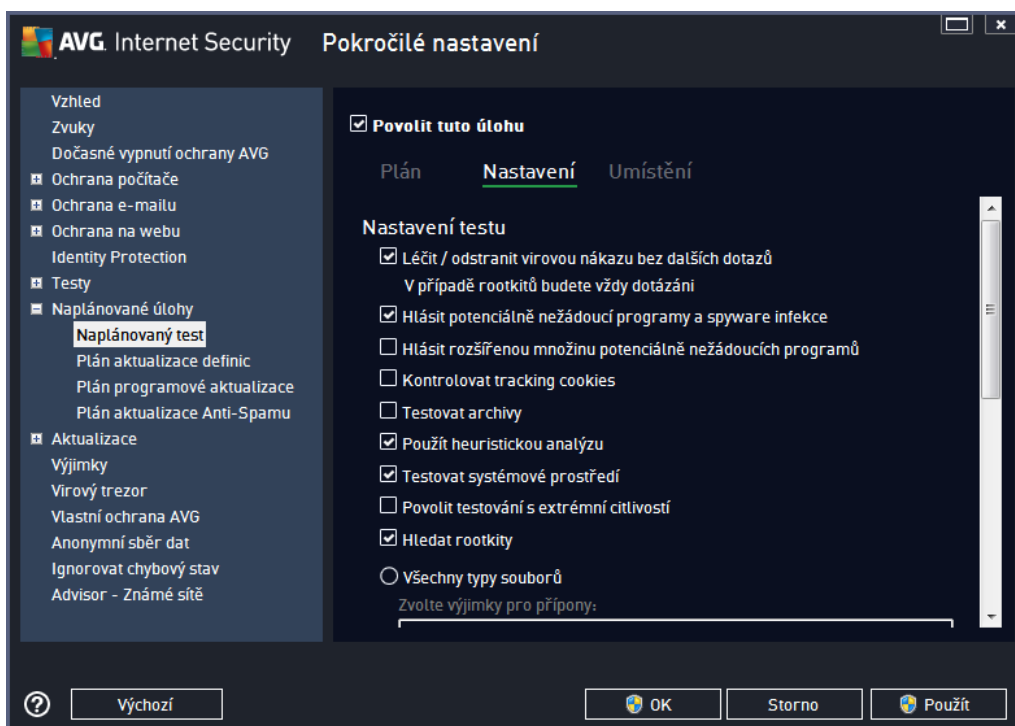 AVG. Internet Security Pokročilé nastavení
Vzhled
Zvuky
Dočasné vypnutí ochrany AVG
Ochrana počítače
Ochrana e-mailu
Ochrana na webu
Identity Protection
Testy
Naplánované úlohy
Naplánovaný test
Plán aktualizace definic
Plán programové aktualizace
Plán aktualizace Anti-Spamu
Aktualizace
Výjimky
Virový trezor
Vlastní ochrana AVG
Anonymní sběr dat
Ignorovat chybový stav
Advisor - Známé sítě
Povolit tuto úlohu
Plán Nastavení Umístění
Nastavení testu
Léčit / odstranit virovou nákazu bez dalších dotazů
V případě rootkitů budete vždy dotázáni
Hlásit potenciálně nežádoucí programy a spyware infekce
Hlásit rozšířenou množinu potenciálně nežádoucích programů
Kontrolovat tracking cookies
Testovat archivy
Použít heuristickou analýzu
Testovat systémové prostředí
Povolit testování s extrémní citlivostí
Hledat rootkity
Všechny typy souborů
Zvolte výjimky pro přípony:
? Výchozí OK Storno Použít